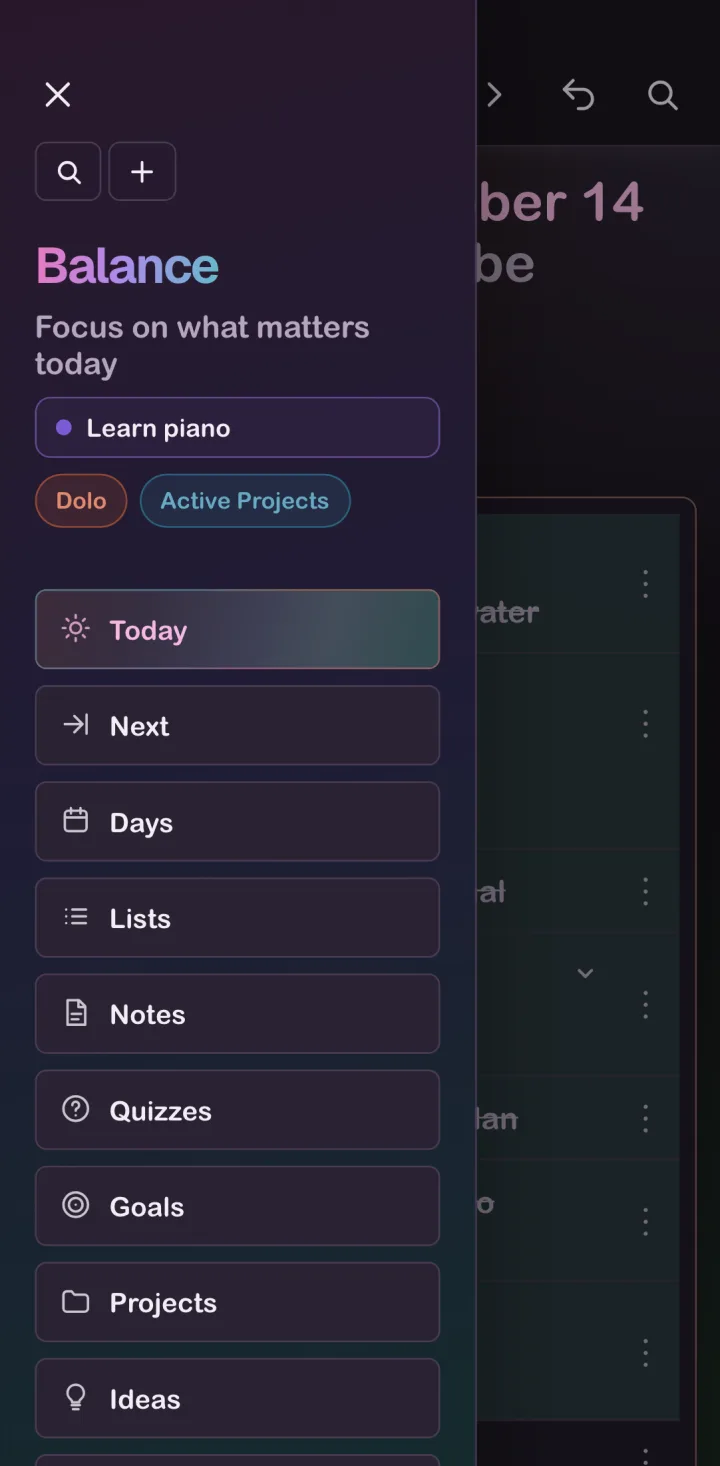 ber 14
be
Balance
Focus on what matters
today
Learn piano
Dolo
Active Projects
Today
Next
Days
Lists
Notes
Quizzes
Goals
Projects
Ideas
al
lan
o